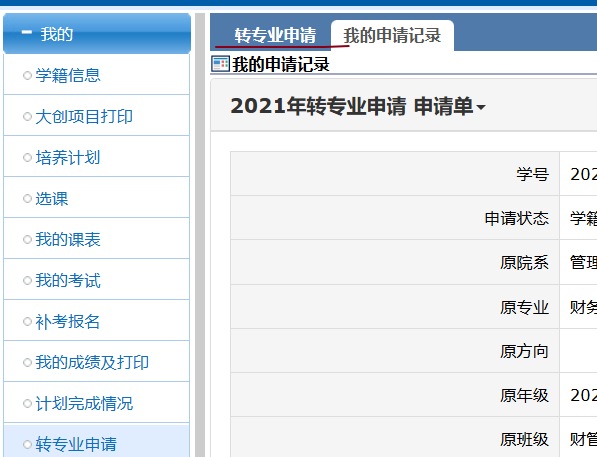 我的
学籍信息
大创项目打印
培养计划
选课
我的课表
我的考试
补考报名
我的成绩及打印
计划完成情况
转专业申请
转专业申请 我的申请记录
我的申请记录
2021年转专业申请 申请单
学号 202
申请状态 学籍
原院系 管理
原专业 财务
原方向
原年级 202
原班级 财管